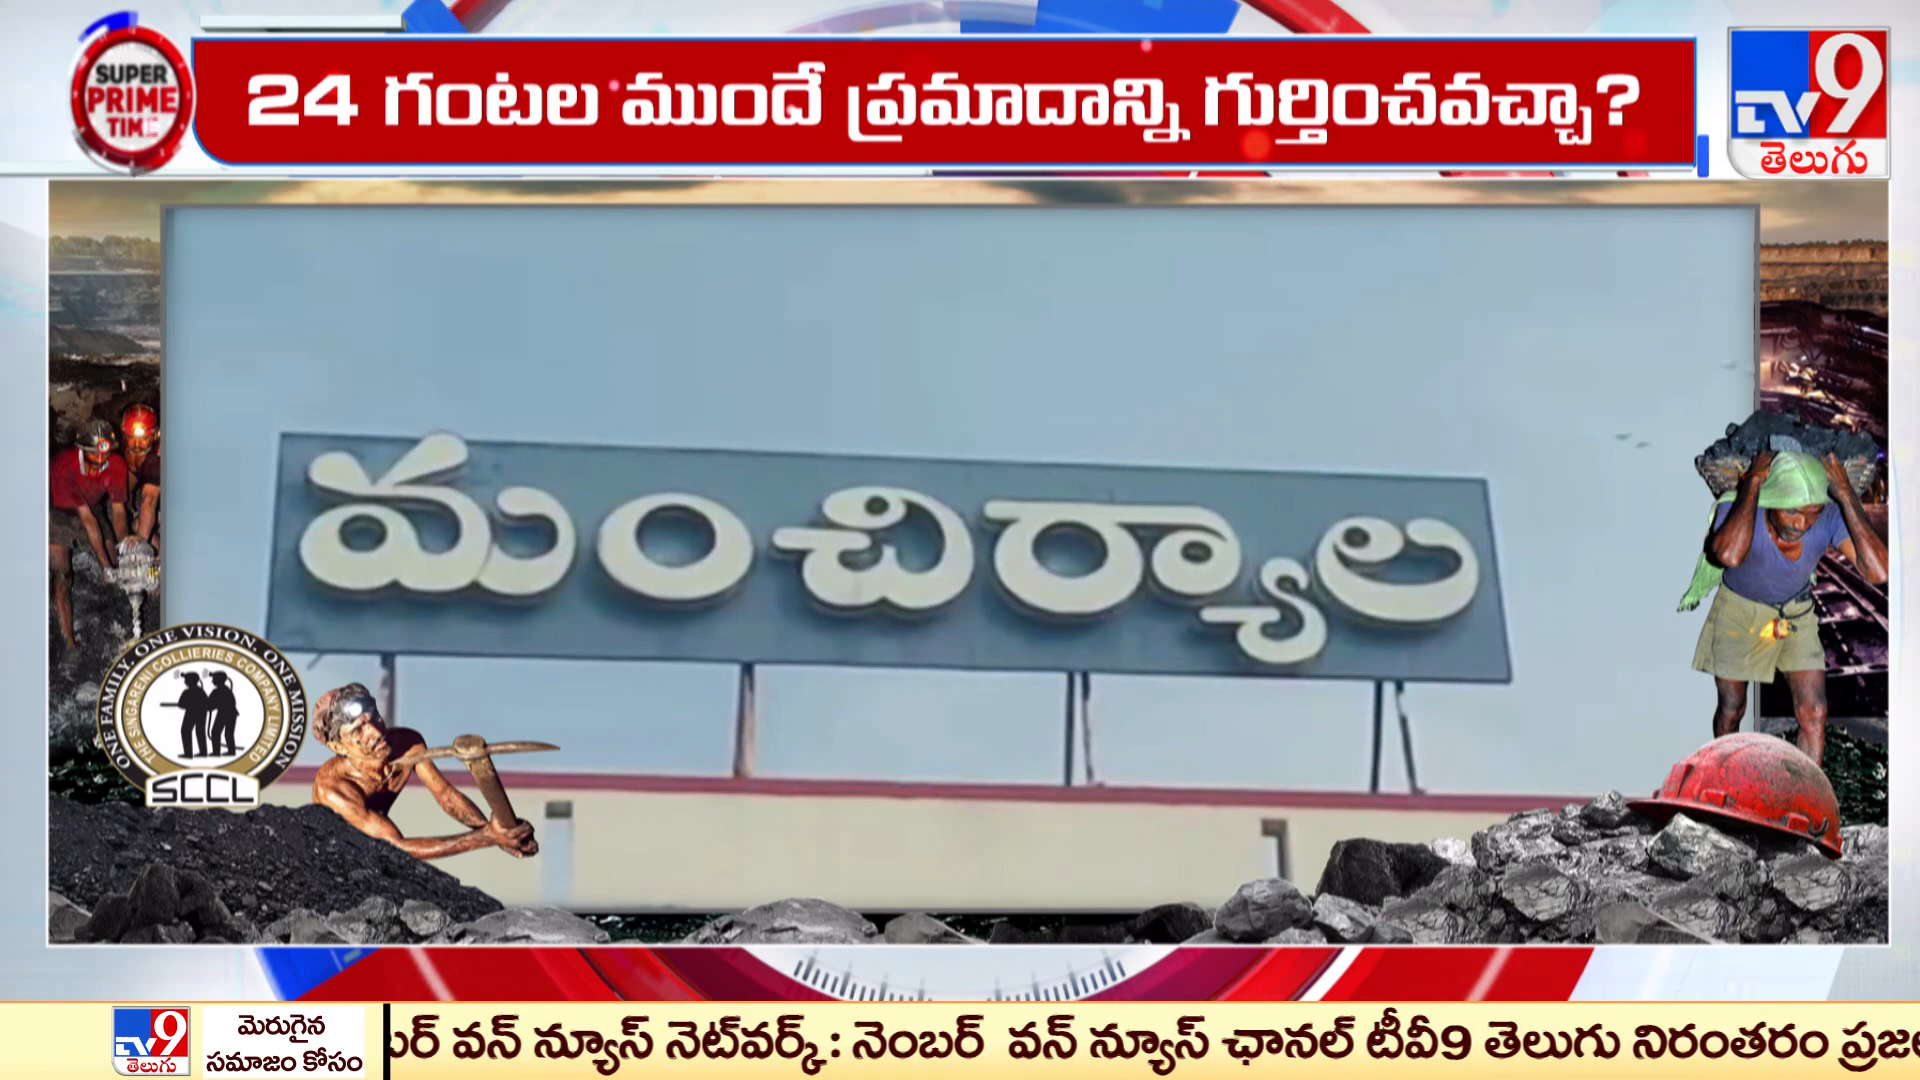 SUPER
PRIME
TIME
24 గంటల ముందే ప్రమాదాన్ని గుర్తించవచ్చా?
TV9
తెలుగు
మంచిర్యాల
ONE FAMILY. ONE VISION. ONE MISSION
THE SINGARENI COLLIERIES COMPANY LIMITED
SCCL
TV9
తెలుగు
మెరుగైన
సమాజం కోసం
వన్ న్యూస్ నెట్‌వర్క్ : నెంబర్ వన్ న్యూస్ ఛానల్ టీవీ9 తెలుగు నిరంతరం